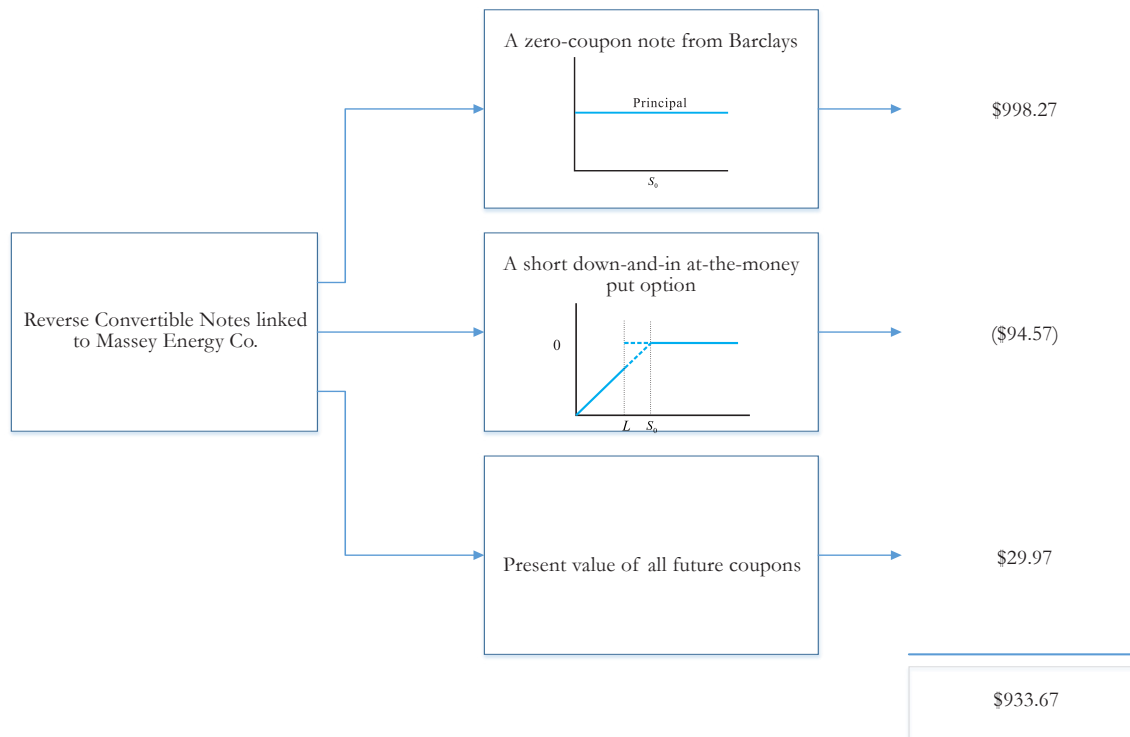 A zero-coupon note from Barclays
Principal
S₀
$998.27
Reverse Convertible Notes linked
to Massey Energy Co.
A short down-and-in at-the-money
put option
0
L S₀
($94.57)
Present value of all future coupons
$29.97
$933.67